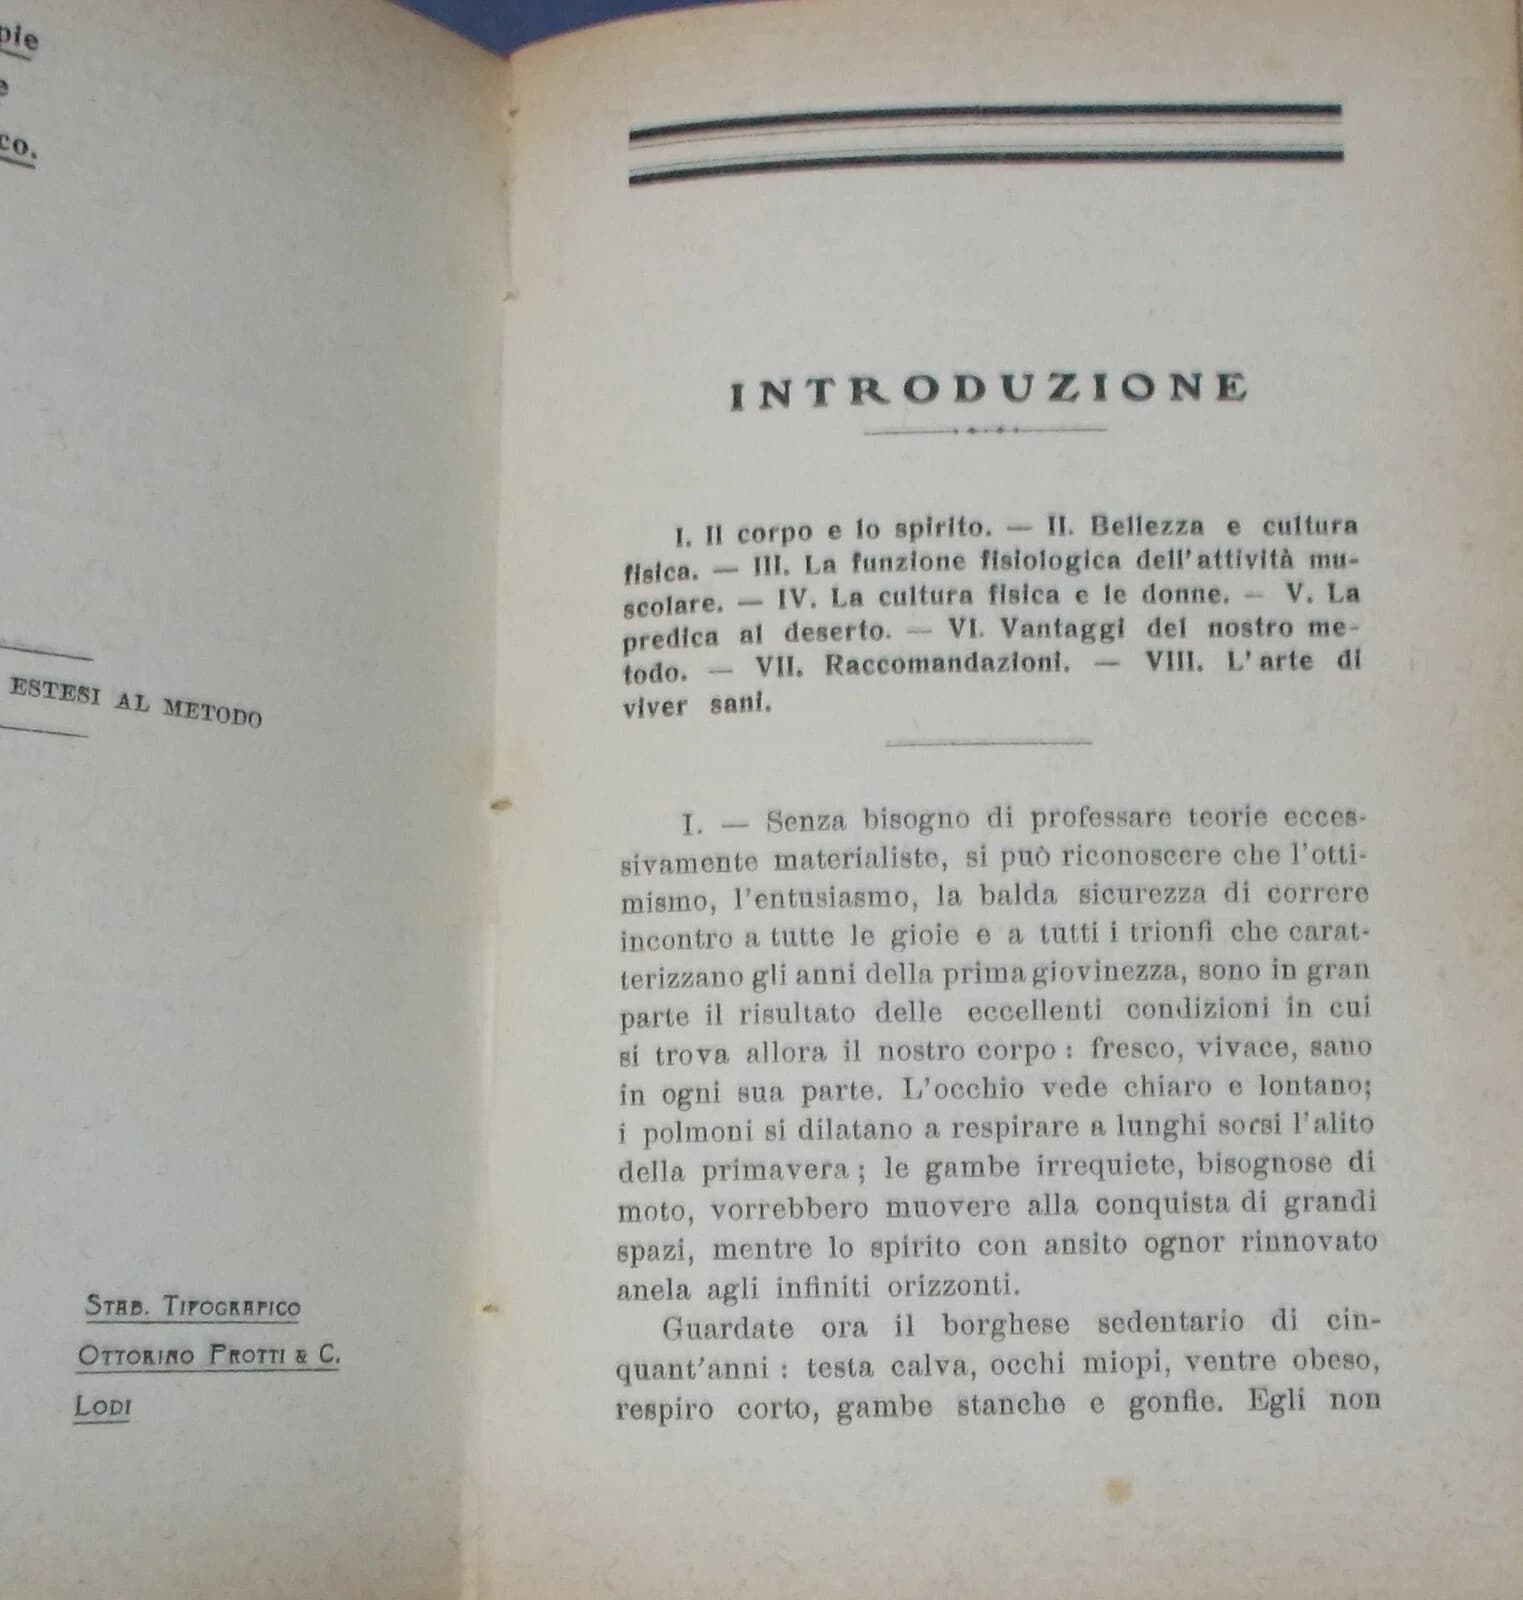 co.
ESTESI AL METODO
STAB. TIPOGRAFICO
OTTORINO PROTTI & C.
LODI
INTRODUZIONE
I. Il corpo e lo spirito. — II. Bellezza e cultura
fisica. — III. La funzione fisiologica dell'attività mu-
scolare. — IV. La cultura fisica e le donne. — V. La
predica al deserto. — VI. Vantaggi del nostro me-
todo. — VII. Raccomandazioni. — VIII. L'arte di
viver sani.
I. — Senza bisogno di professare teorie ecces-
sivamente materialiste, si può riconoscere che l'otti-
mismo, l'entusiasmo, la balda sicurezza di correre
incontro a tutte le gioie e a tutti i trionfi che carat-
terizzano gli anni della prima giovinezza, sono in gran
parte il risultato delle eccellenti condizioni in cui
si trova allora il nostro corpo : fresco, vivace, sano
in ogni sua parte. L'occhio vede chiaro e lontano;
i polmoni si dilatano a respirare a lunghi sorsi l'alito
della primavera ; le gambe irrequiete, bisognose di
moto, vorrebbero muovere alla conquista di grandi
spazi, mentre lo spirito con ansito ognor rinnovato
anela agli infiniti orizzonti.
Guardate ora il borghese sedentario di cin-
quant'anni : testa calva, occhi miopi, ventre obeso,
respiro corto, gambe stanche e gonfie. Egli non